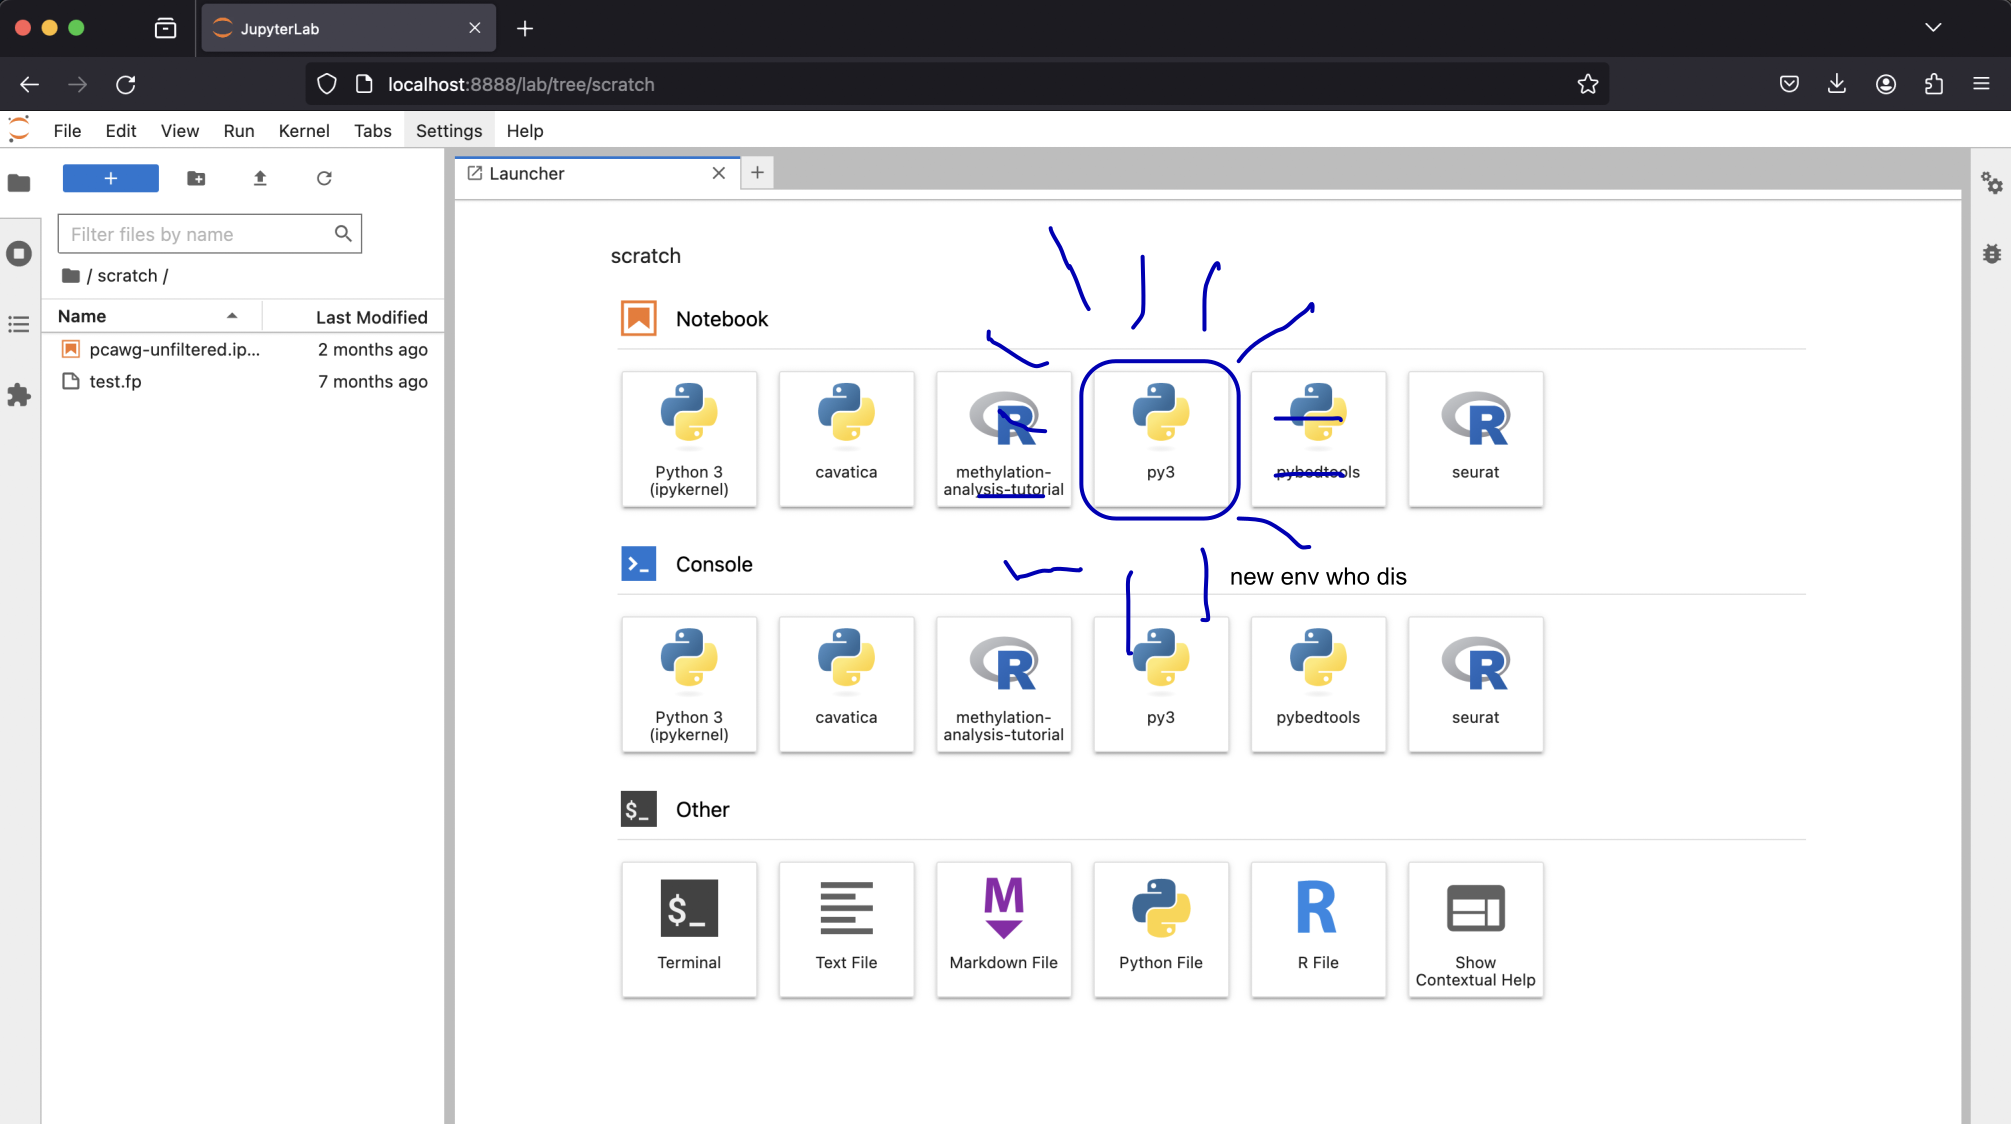 JupyterLab
localhost:8888/lab/tree/scratch
File Edit View Run Kernel Tabs Settings Help
+
Launcher
Filter files by name
/ scratch /
Name Last Modified
pcawg-unfiltered.ip... 2 months ago
test.fp 7 months ago
scratch
Notebook
Python 3
(ipykernel)
cavatica
methylation-
analysis-tutorial
py3
pybedtools
seurat
Console
new env who dis
Python 3
(ipykernel)
cavatica
methylation-
analysis-tutorial
py3
pybedtools
seurat
Other
$_
Terminal
Text File
M
Markdown File
Python File
R
R File
Show
Contextual Help